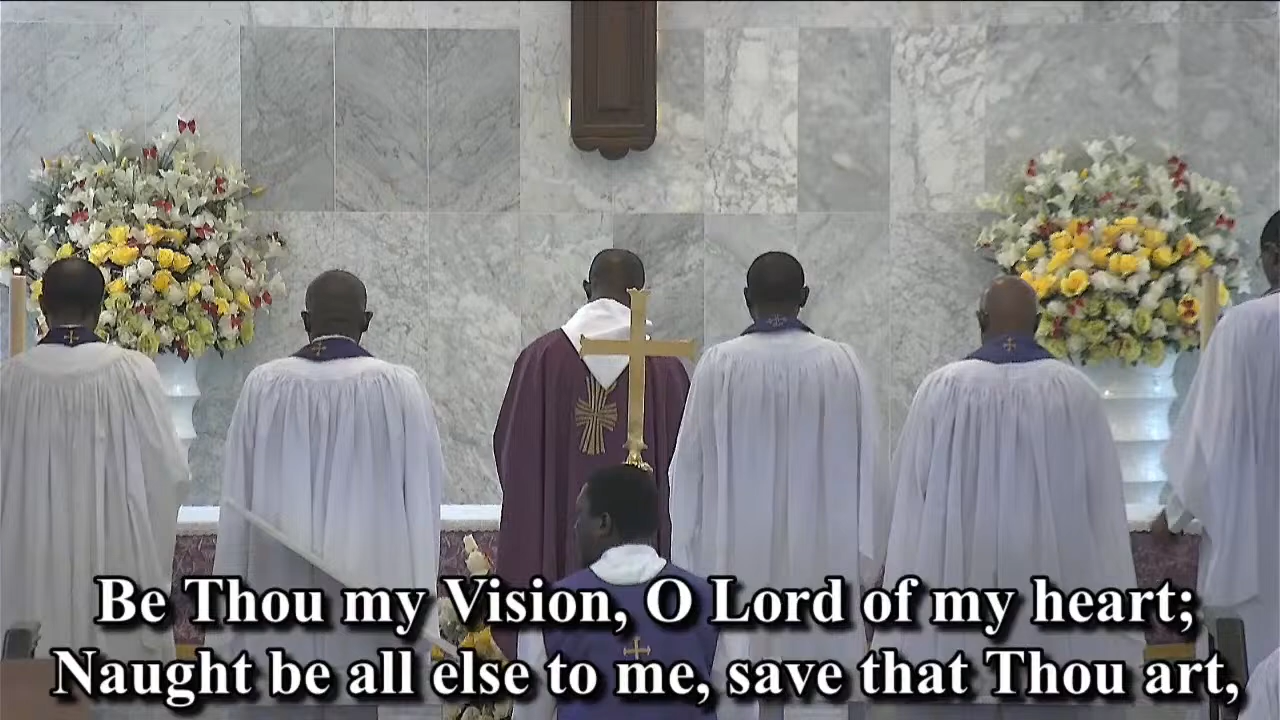 Be Thou my Vision, O Lord of my heart;
Naught be all else to me, save that Thou art,